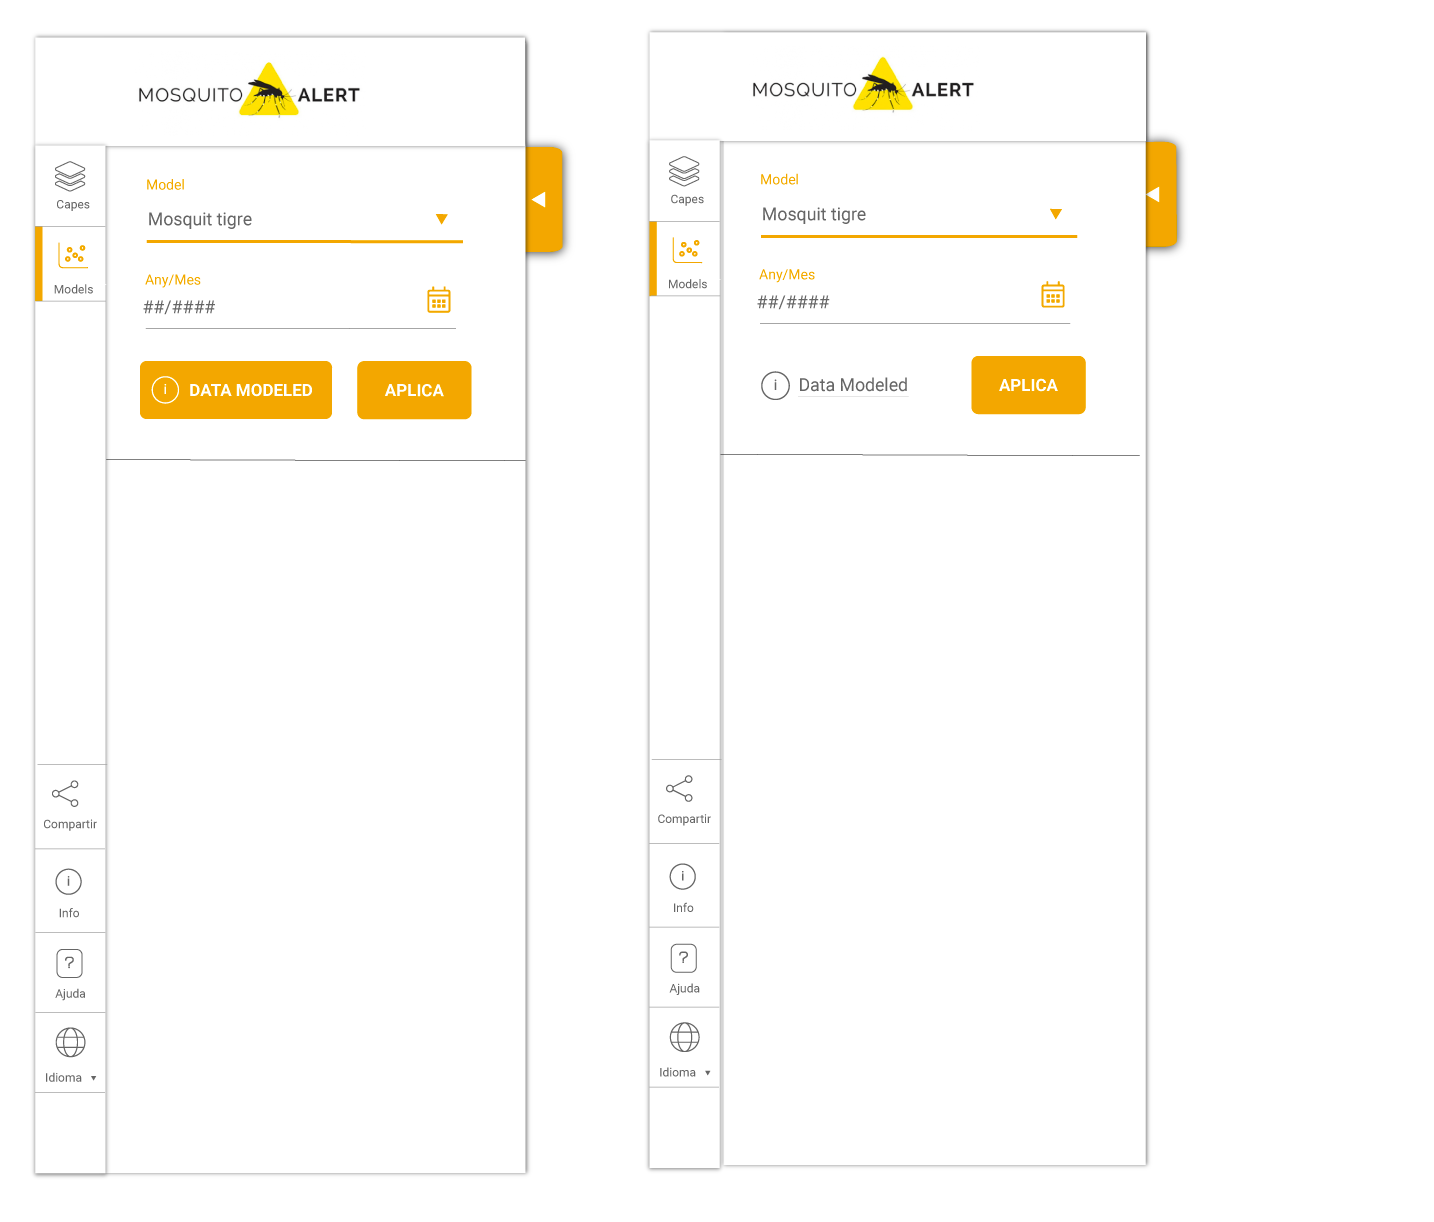 MOSQUITO ALERT
Capes
Models
Model
Mosquit tigre
Any/Mes
##/####
i DATA MODELED
APLICA
Compartir
i
Info
?
Ajuda
Idioma
MOSQUITO ALERT
Capes
Models
Model
Mosquit tigre
Any/Mes
##/####
i Data Modeled
APLICA
Compartir
i
Info
?
Ajuda
Idioma